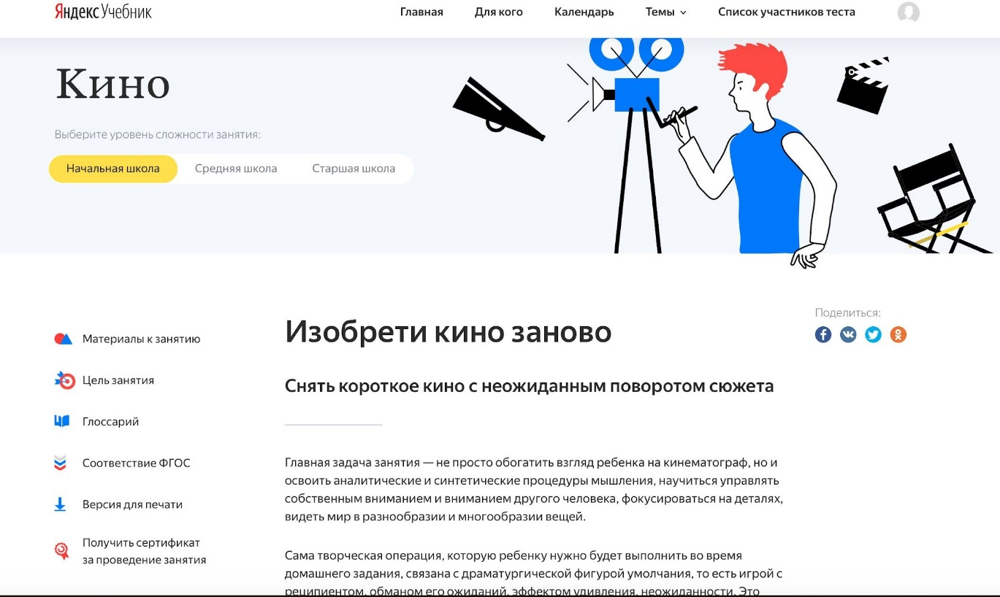 Яндекс Учебник
Главная
Для кого
Календарь
Темы
Список участников теста
Кино
Выберите уровень сложности занятия:
Начальная школа
Средняя школа
Старшая школа
Материалы к занятию
Цель занятия
Глоссарий
Соответствие ФГОС
Версия для печати
Получить сертификат
за проведение занятия
Изобрети кино заново
Снять короткое кино с неожиданным поворотом сюжета
Главная задача занятия — не просто обогатить взгляд ребенка на кинематограф, но и
освоить аналитические и синтетические процедуры мышления, научиться управлять
собственным вниманием и вниманием другого человека, фокусироваться на деталях,
видеть мир в разнообразии и многообразии вещей.
Сама творческая операция, которую ребенку нужно будет выполнить во время
домашнего задания, связана с драматургической фигурой умолчания, то есть игрой с
реципиентом, обманом его ожиданий, эффектом удивления, неожиданности. Это
Поделиться: